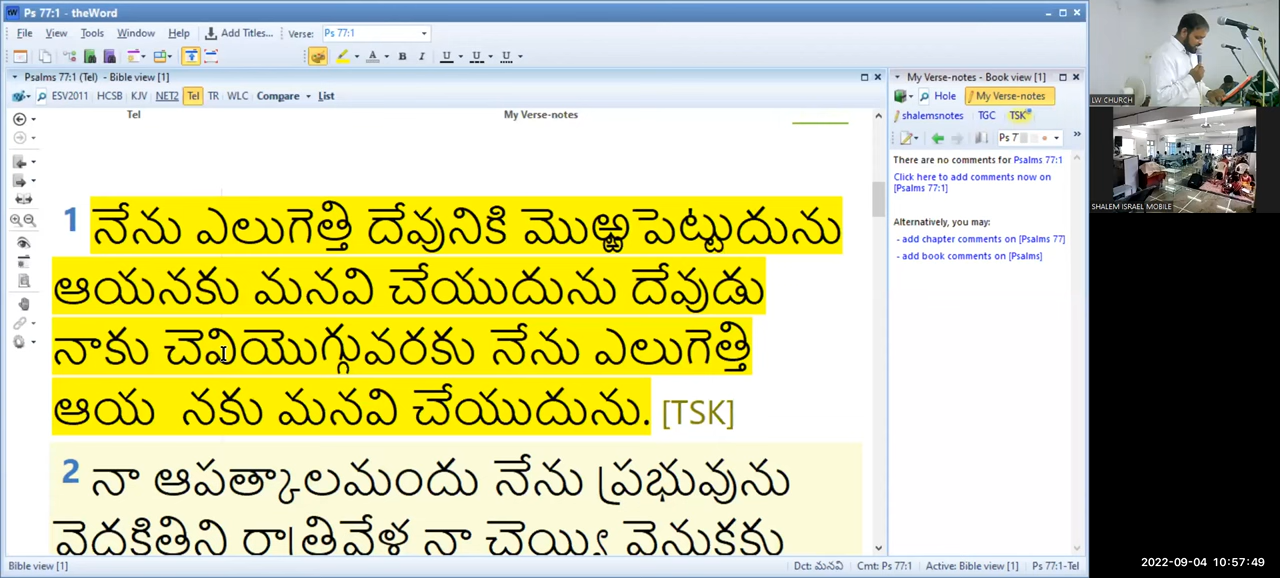 Ps 77:1 - theWord
File View Tools Window Help Add Titles... Verse: Ps 77:1
Psalms 77:1 (Tel) - Bible view [1]
ESV2011 HCSB KJV NET2 Tel TR WLC Compare List
Tel My Verse-notes
1 నేను ఎలుగెత్తి దేవునికి మొఱ్ఱపెట్టుదును
ఆయనకు మనవి చేయుదును దేవుడు
నాకు చెవియొగ్గువరకు నేను ఎలుగెత్తి
ఆయ నకు మనవి చేయుదును. [TSK]
2 నా ఆపత్కాలమందు నేను ప్రభువును
వెదకితిని రాత్రివేళ నా చెయ్యి వెనుకకు
Bible view [1] Dct: మనవి Cmt: Ps 77:1 Active: Bible view [1] Ps 77:1-Tel
My Verse-notes - Book view [1]
Hole My Verse-notes
shalemsnotes TGC TSK
Ps 7
There are no comments for Psalms 77:1
Click here to add comments now on
[Psalms 77:1]
Alternatively, you may:
- add chapter comments on [Psalms 77]
- add book comments on [Psalms]
LW CHURCH
SHALEM ISRAEL MOBILE
2022-09-04 10:57:49